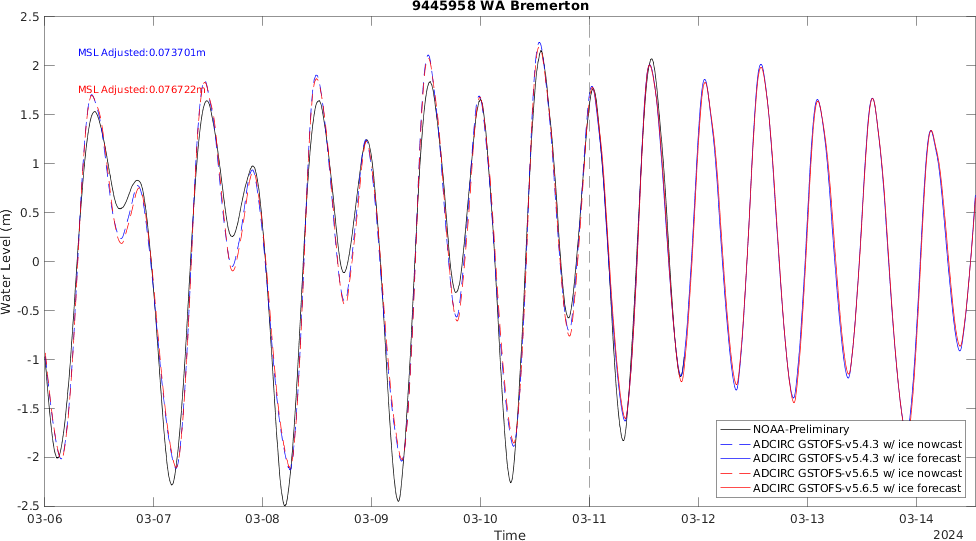 9445958 WA Bremerton
2.5
2
1.5
1
0.5
0
-0.5
-1
-1.5
-2
-2.5
Water Level (m)
MSL Adjusted:0.073701m
MSL Adjusted:0.076722m
NOAA-Preliminary
ADCIRC GSTOFS-v5.4.3 w/ ice nowcast
ADCIRC GSTOFS-v5.4.3 w/ ice forecast
ADCIRC GSTOFS-v5.6.5 w/ ice nowcast
ADCIRC GSTOFS-v5.6.5 w/ ice forecast
03-06 03-07 03-08 03-09 03-10 03-11 03-12 03-13 03-14
Time
2024